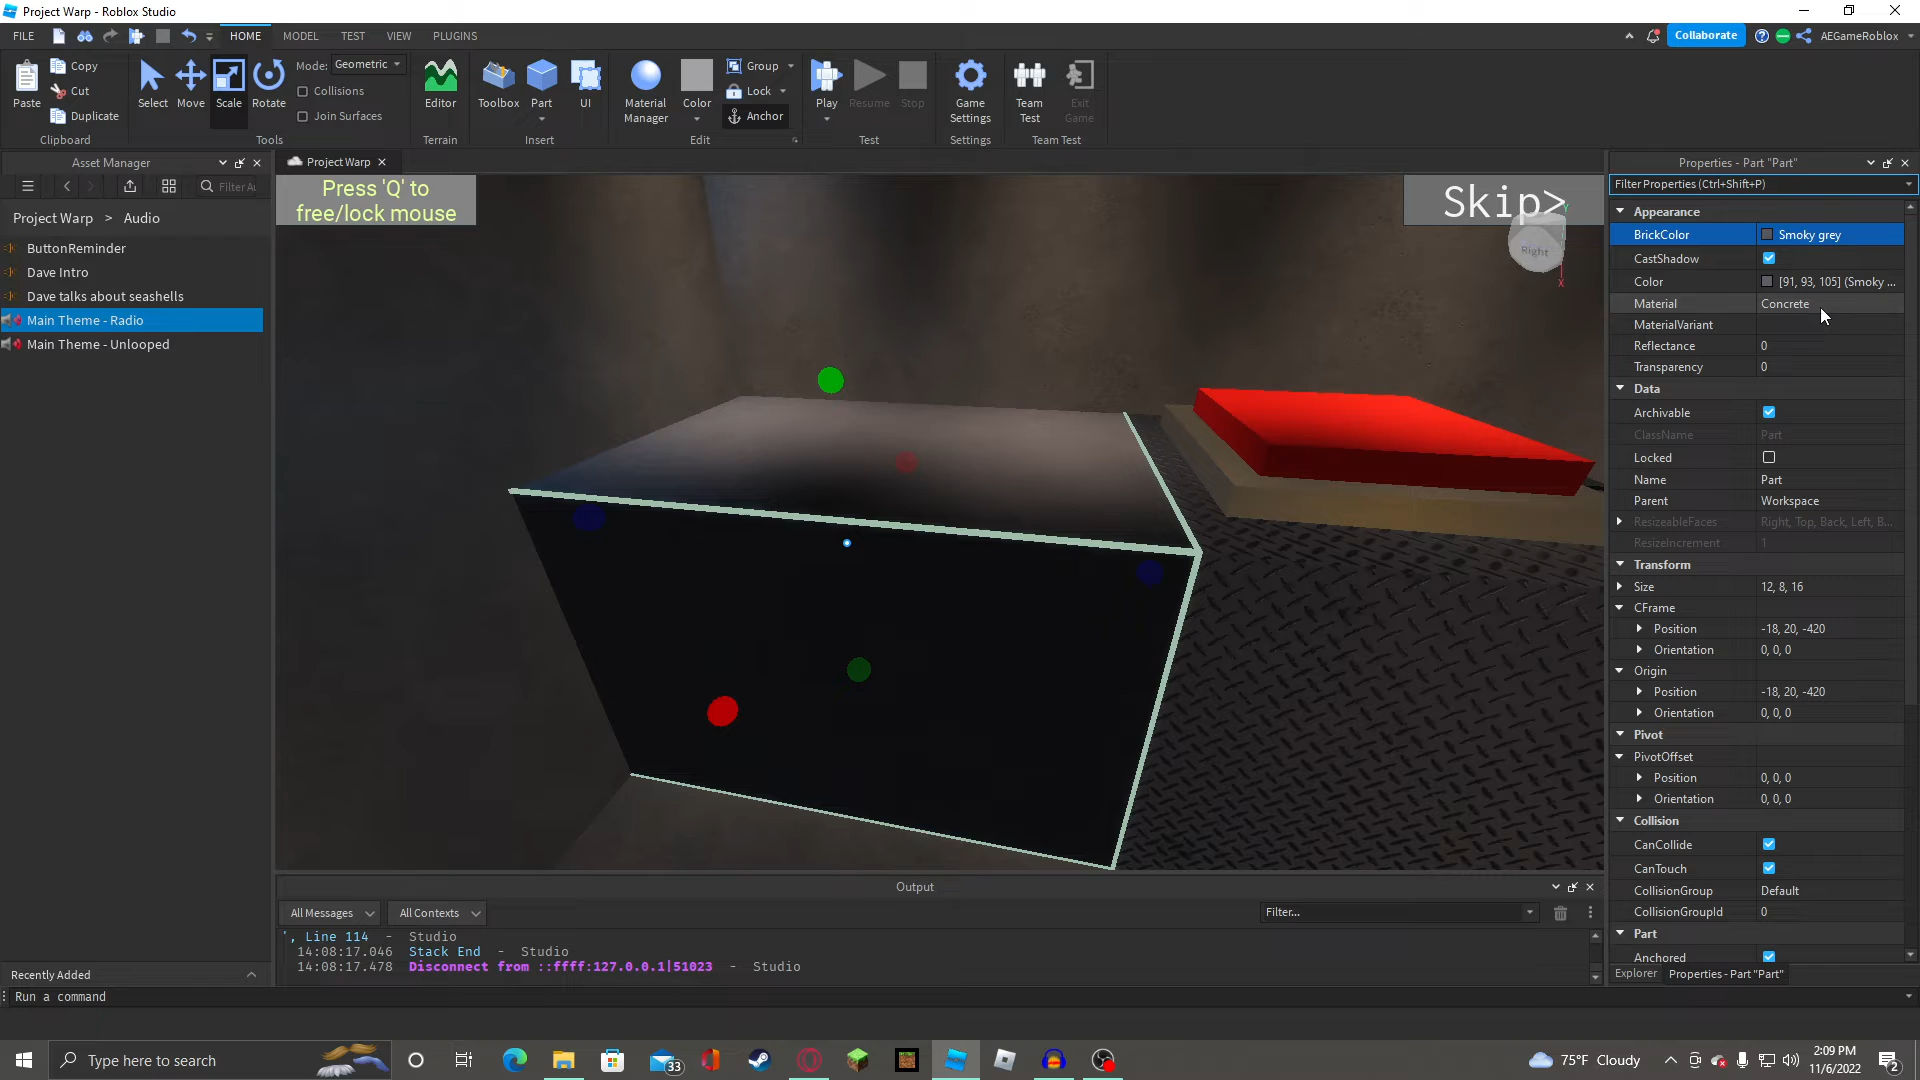 Project Warp - Roblox Studio
FILE HOME MODEL TEST VIEW PLUGINS Collaborate AEGameRoblox
Paste Copy Cut Duplicate Clipboard
Select Move Scale Rotate Mode: Geometric Collisions Join Surfaces Tools
Editor Terrain
Toolbox Part UI Insert
Material Manager Color Group Lock Anchor Edit
Play Resume Stop Test
Game Settings Settings
Team Test Exit Game Team Test
Asset Manager
Filter As
Project Warp > Audio
ButtonReminder
Dave Intro
Dave talks about seashells
Main Theme - Radio
Main Theme - Unlooped
Recently Added
Project Warp
Press 'Q' to
free/lock mouse
Skip>
Right
Y
X
Output
All Messages All Contexts Filter...
', Line 114 - Studio
14:08:17.046 Stack End - Studio
14:08:17.478 Disconnect from ::ffff:127.0.0.1|51023 - Studio
Properties - Part "Part"
Filter Properties (Ctrl+Shift+P)
Appearance
BrickColor Smoky grey
CastShadow
Color [91, 93, 105] (Smoky ...
Material Concrete
MaterialVariant
Reflectance 0
Transparency 0
Data
Archivable
ClassName Part
Locked
Name Part
Parent Workspace
ResizeableFaces Right, Top, Back, Left, B...
ResizeIncrement 1
Transform
Size 12, 8, 16
CFrame
Position -18, 20, -420
Orientation 0, 0, 0
Origin
Position -18, 20, -420
Orientation 0, 0, 0
Pivot
PivotOffset
Position 0, 0, 0
Orientation 0, 0, 0
Collision
CanCollide
CanTouch
CollisionGroup Default
CollisionGroupId 0
Part
Anchored
Explorer Properties - Part "Part"
Run a command
Type here to search
33
75°F Cloudy
2:09 PM
11/6/2022
2